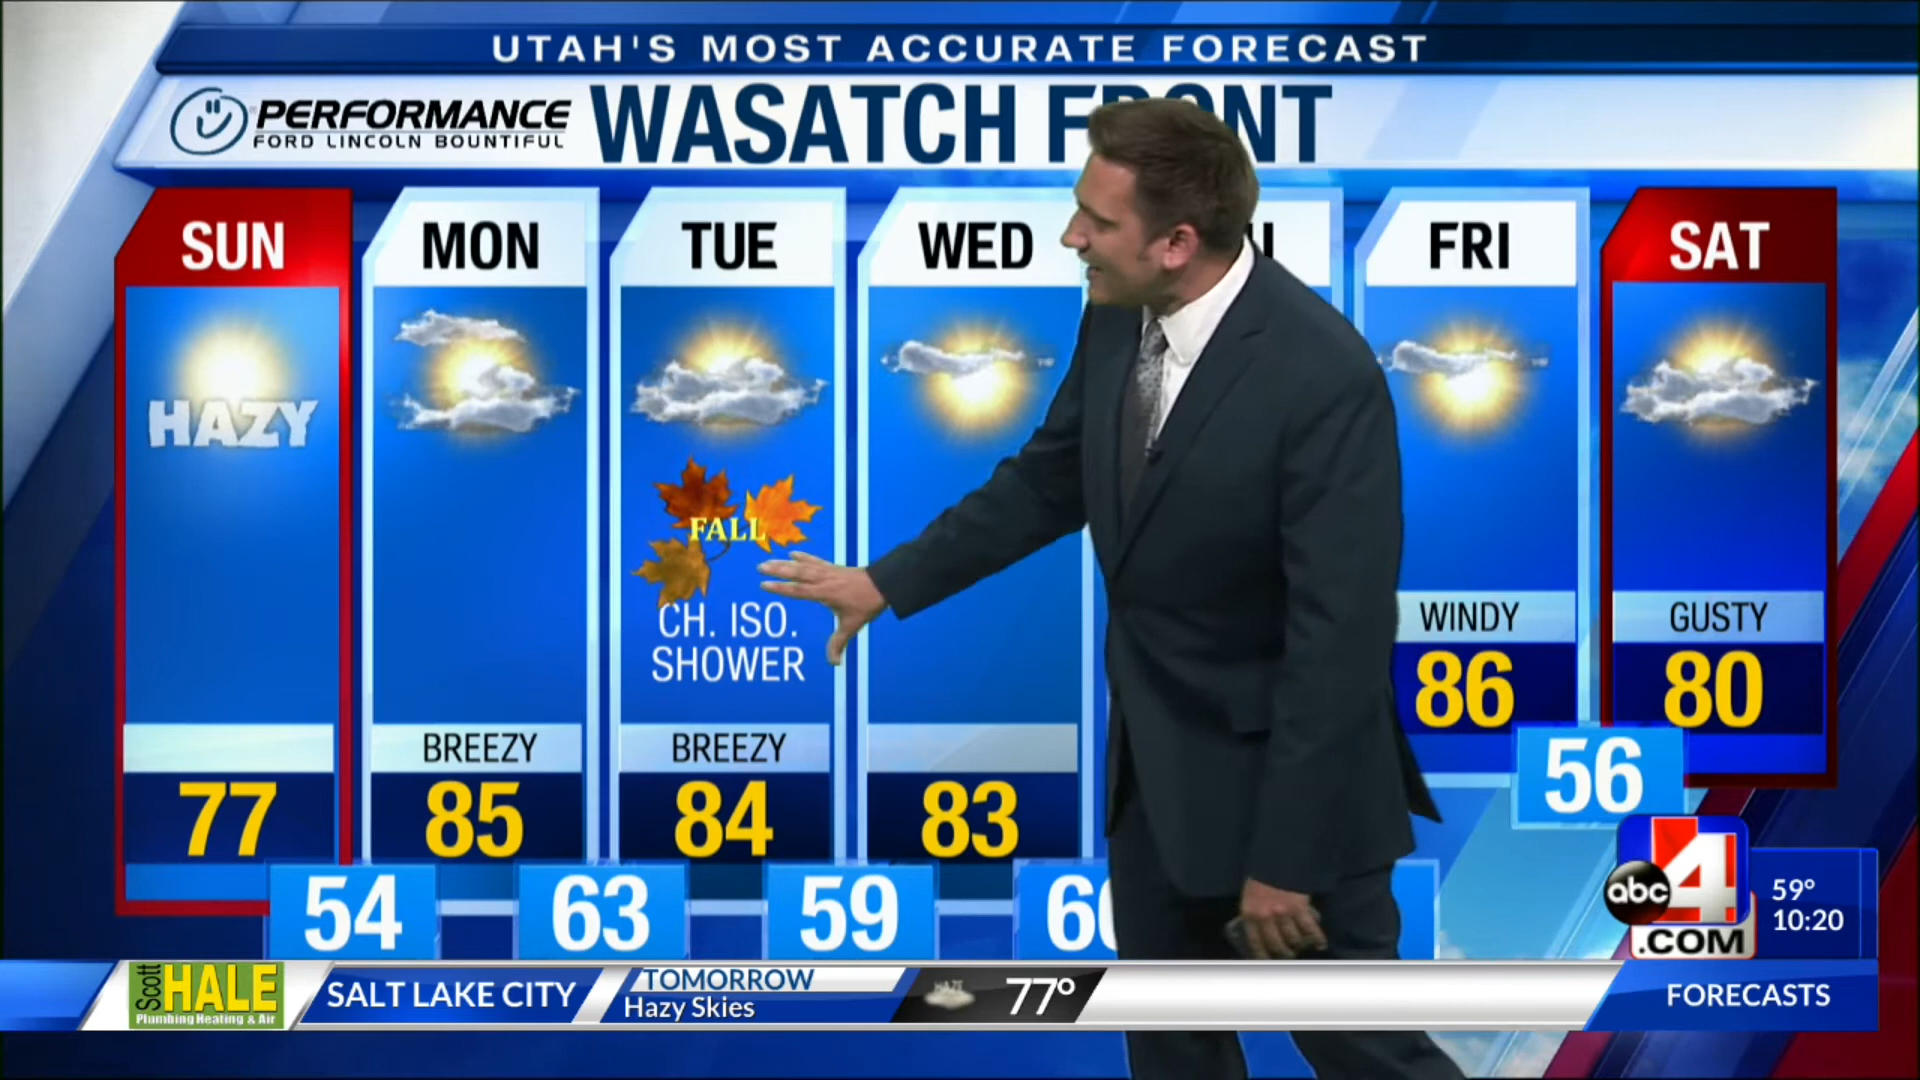 UTAH'S MOST ACCURATE FORECAST
PERFORMANCE
FORD LINCOLN BOUNTIFUL
WASATCH FRONT
SUN
MON
TUE
WED
FRI
SAT
HAZY
FALL
CH. ISO.
SHOWER
WINDY
GUSTY
86
80
BREEZY
BREEZY
77
85
84
83
56
54
63
59
abc 4
.COM
59°
10:20
Scott HALE
Plumbing Heating & Air
SALT LAKE CITY
TOMORROW
Hazy Skies
HAZE
77°
FORECASTS